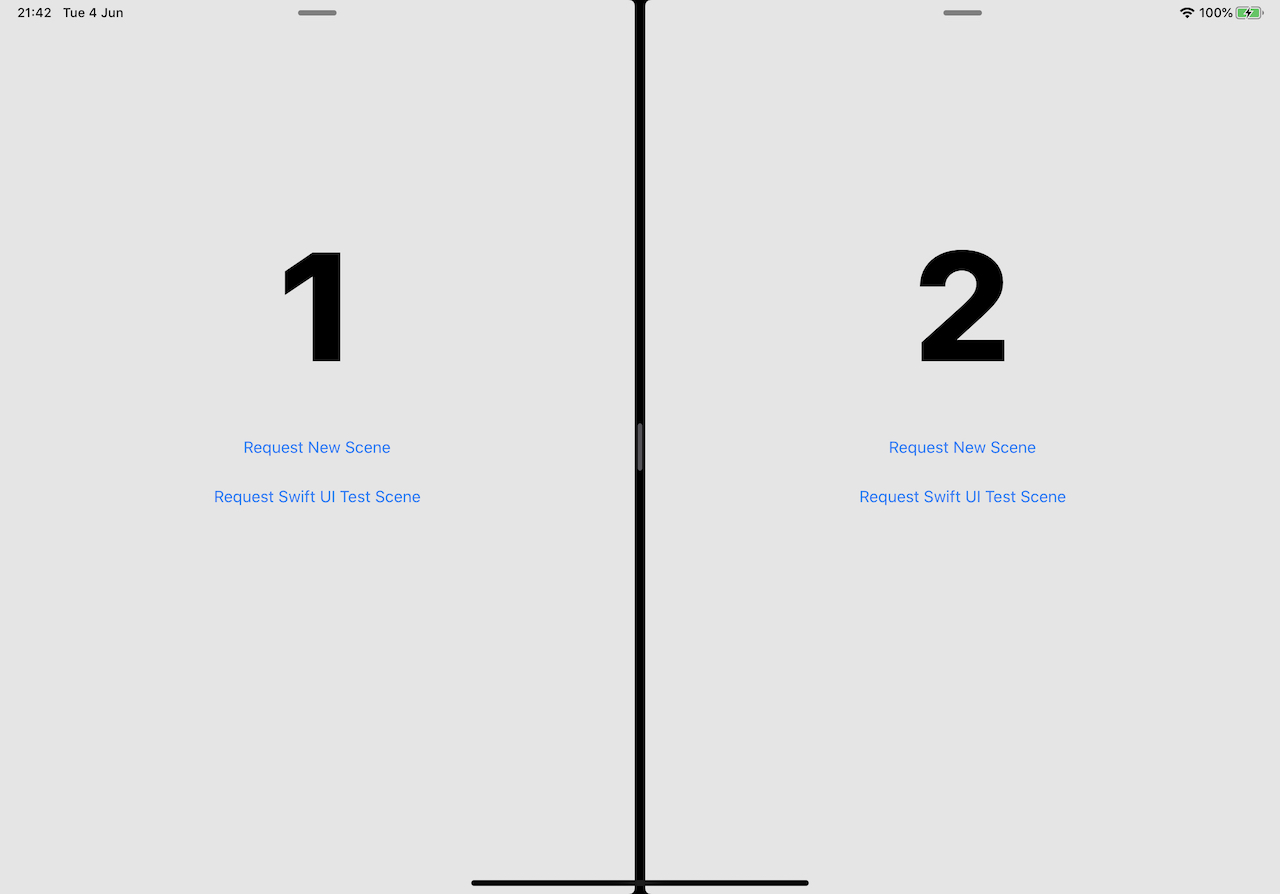 21:42 Tue 4 Jun
100%
1
Request New Scene
Request Swift UI Test Scene
2
Request New Scene
Request Swift UI Test Scene